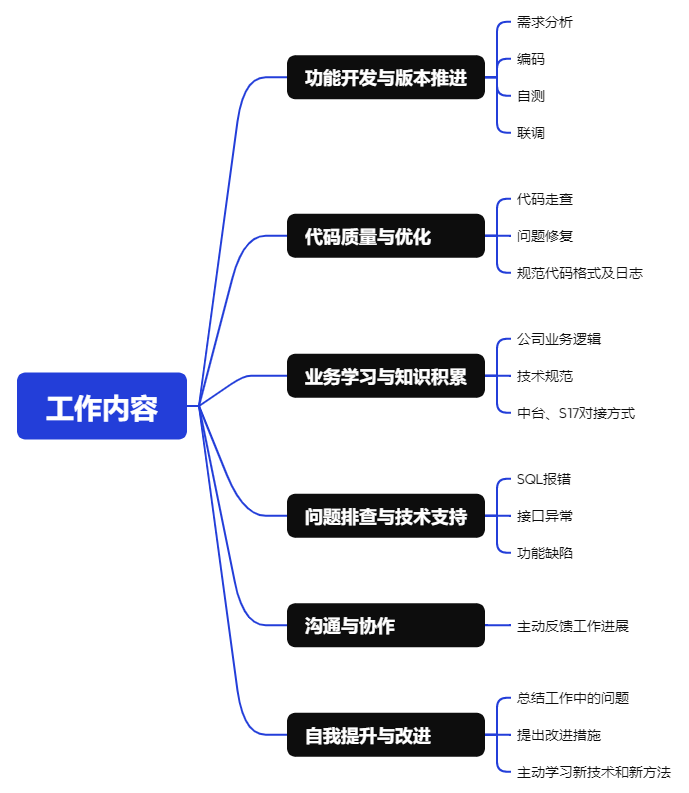 工作内容
功能开发与版本推进
需求分析
编码
自测
联调
代码质量与优化
代码走查
问题修复
规范代码格式及日志
业务学习与知识积累
公司业务逻辑
技术规范
中台、S17对接方式
问题排查与技术支持
SQL报错
接口异常
功能缺陷
沟通与协作
主动反馈工作进展
自我提升与改进
总结工作中的问题
提出改进措施
主动学习新技术和新方法